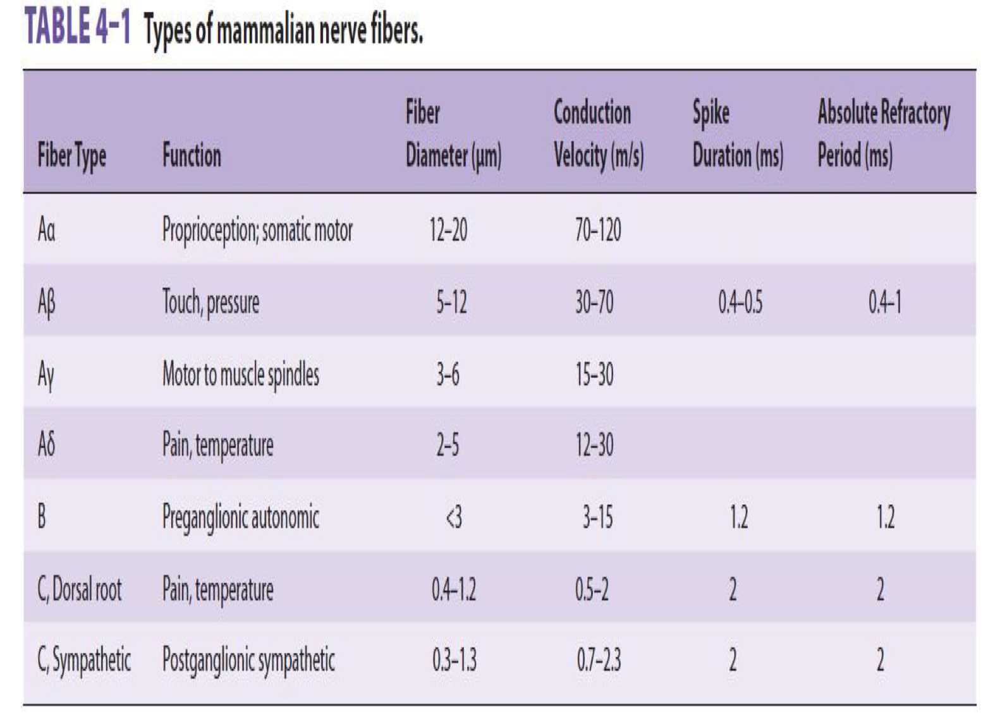 TABLE 4–1 Types of mammalian nerve fibers.
Fiber Type Function Fiber Diameter (µm) Conduction Velocity (m/s) Spike Duration (ms) Absolute Refractory Period (ms)
Aα Proprioception; somatic motor 12–20 70–120
Aβ Touch, pressure 5–12 30–70 0.4–0.5 0.4–1
Aγ Motor to muscle spindles 3–6 15–30
Aδ Pain, temperature 2–5 12–30
B Preganglionic autonomic <3 3–15 1.2 1.2
C, Dorsal root Pain, temperature 0.4–1.2 0.5–2 2 2
C, Sympathetic Postganglionic sympathetic 0.3–1.3 0.7–2.3 2 2